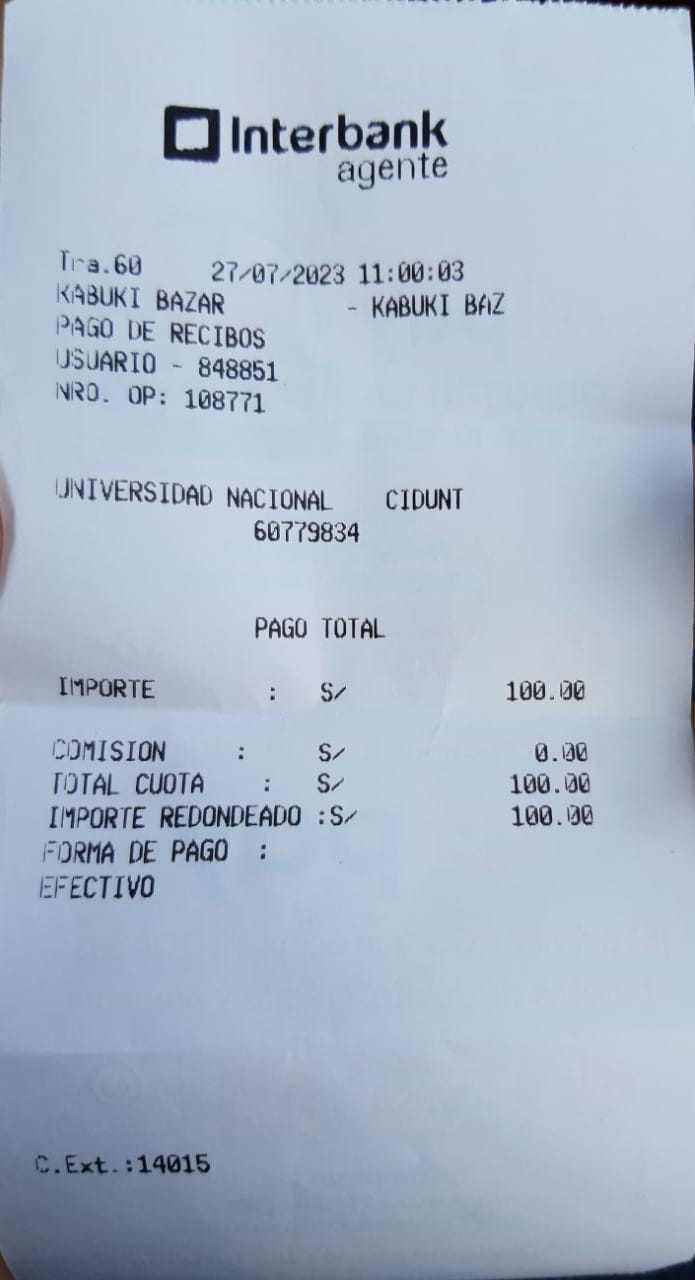 Interbank
agente
Tra.60 27/07/2023 11:00:03
KABUKI BAZAR - KABUKI BAZ
PAGO DE RECIBOS
USUARIO - 848851
NRO. OP: 108771
UNIVERSIDAD NACIONAL CIDUNT
60779834
PAGO TOTAL
IMPORTE : S/ 100.00
COMISION : S/ 0.00
TOTAL CUOTA : S/ 100.00
IMPORTE REDONDEADO :S/ 100.00
FORMA DE PAGO :
EFECTIVO
C.Ext.:14015